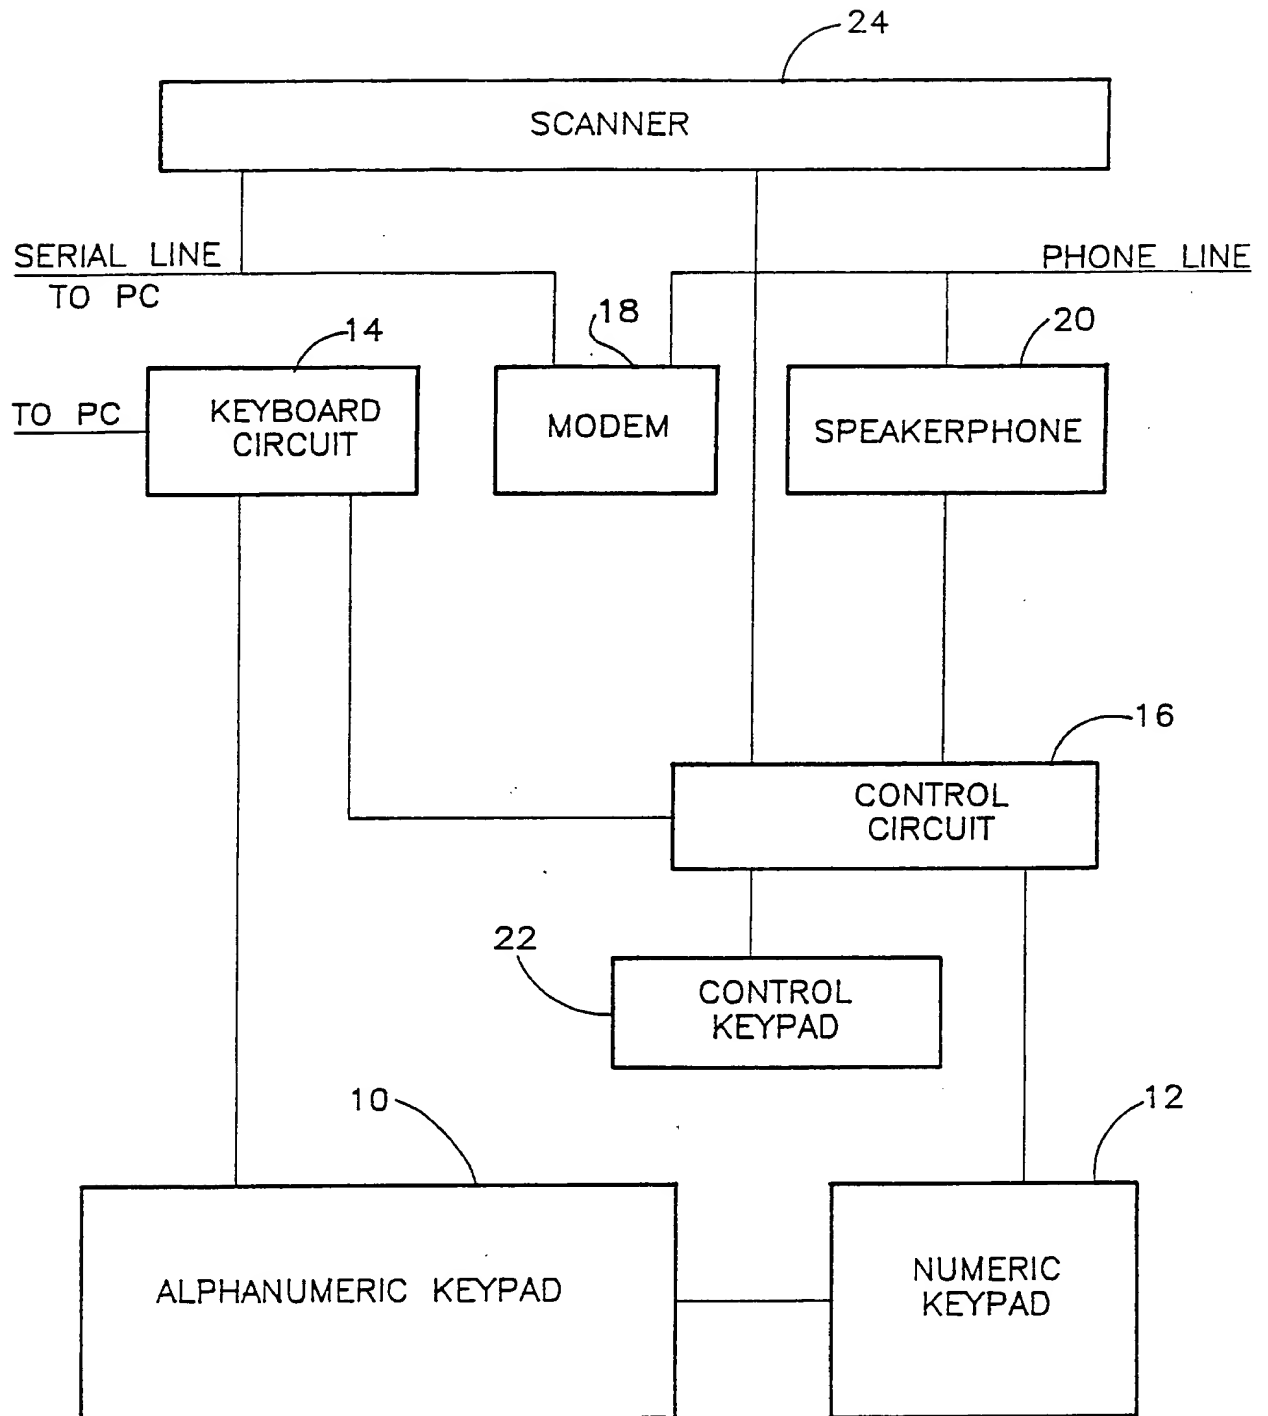 24
SCANNER
SERIAL LINE
TO PC
PHONE LINE
18
20
14
TO PC
KEYBOARD
CIRCUIT
MODEM
SPEAKERPHONE
16
CONTROL
CIRCUIT
22
CONTROL
KEYPAD
10
12
ALPHANUMERIC KEYPAD
NUMERIC
KEYPAD